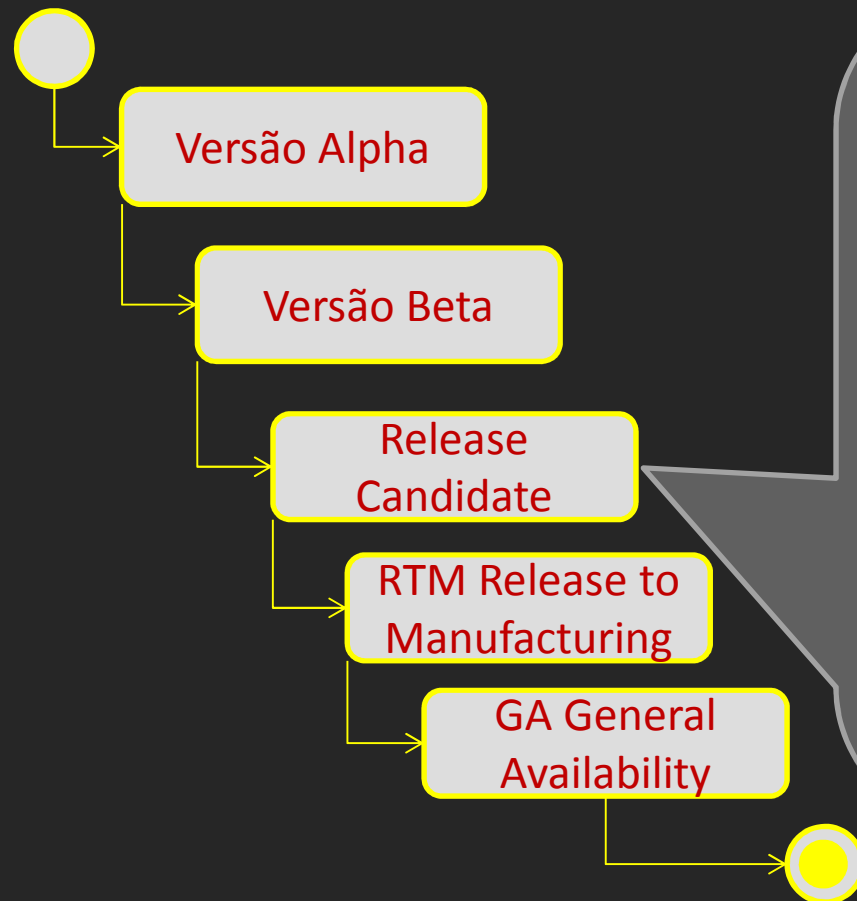 Versão Alpha
Versão Beta
Release
Candidate
RTM Release to
Manufacturing
GA General
Availability